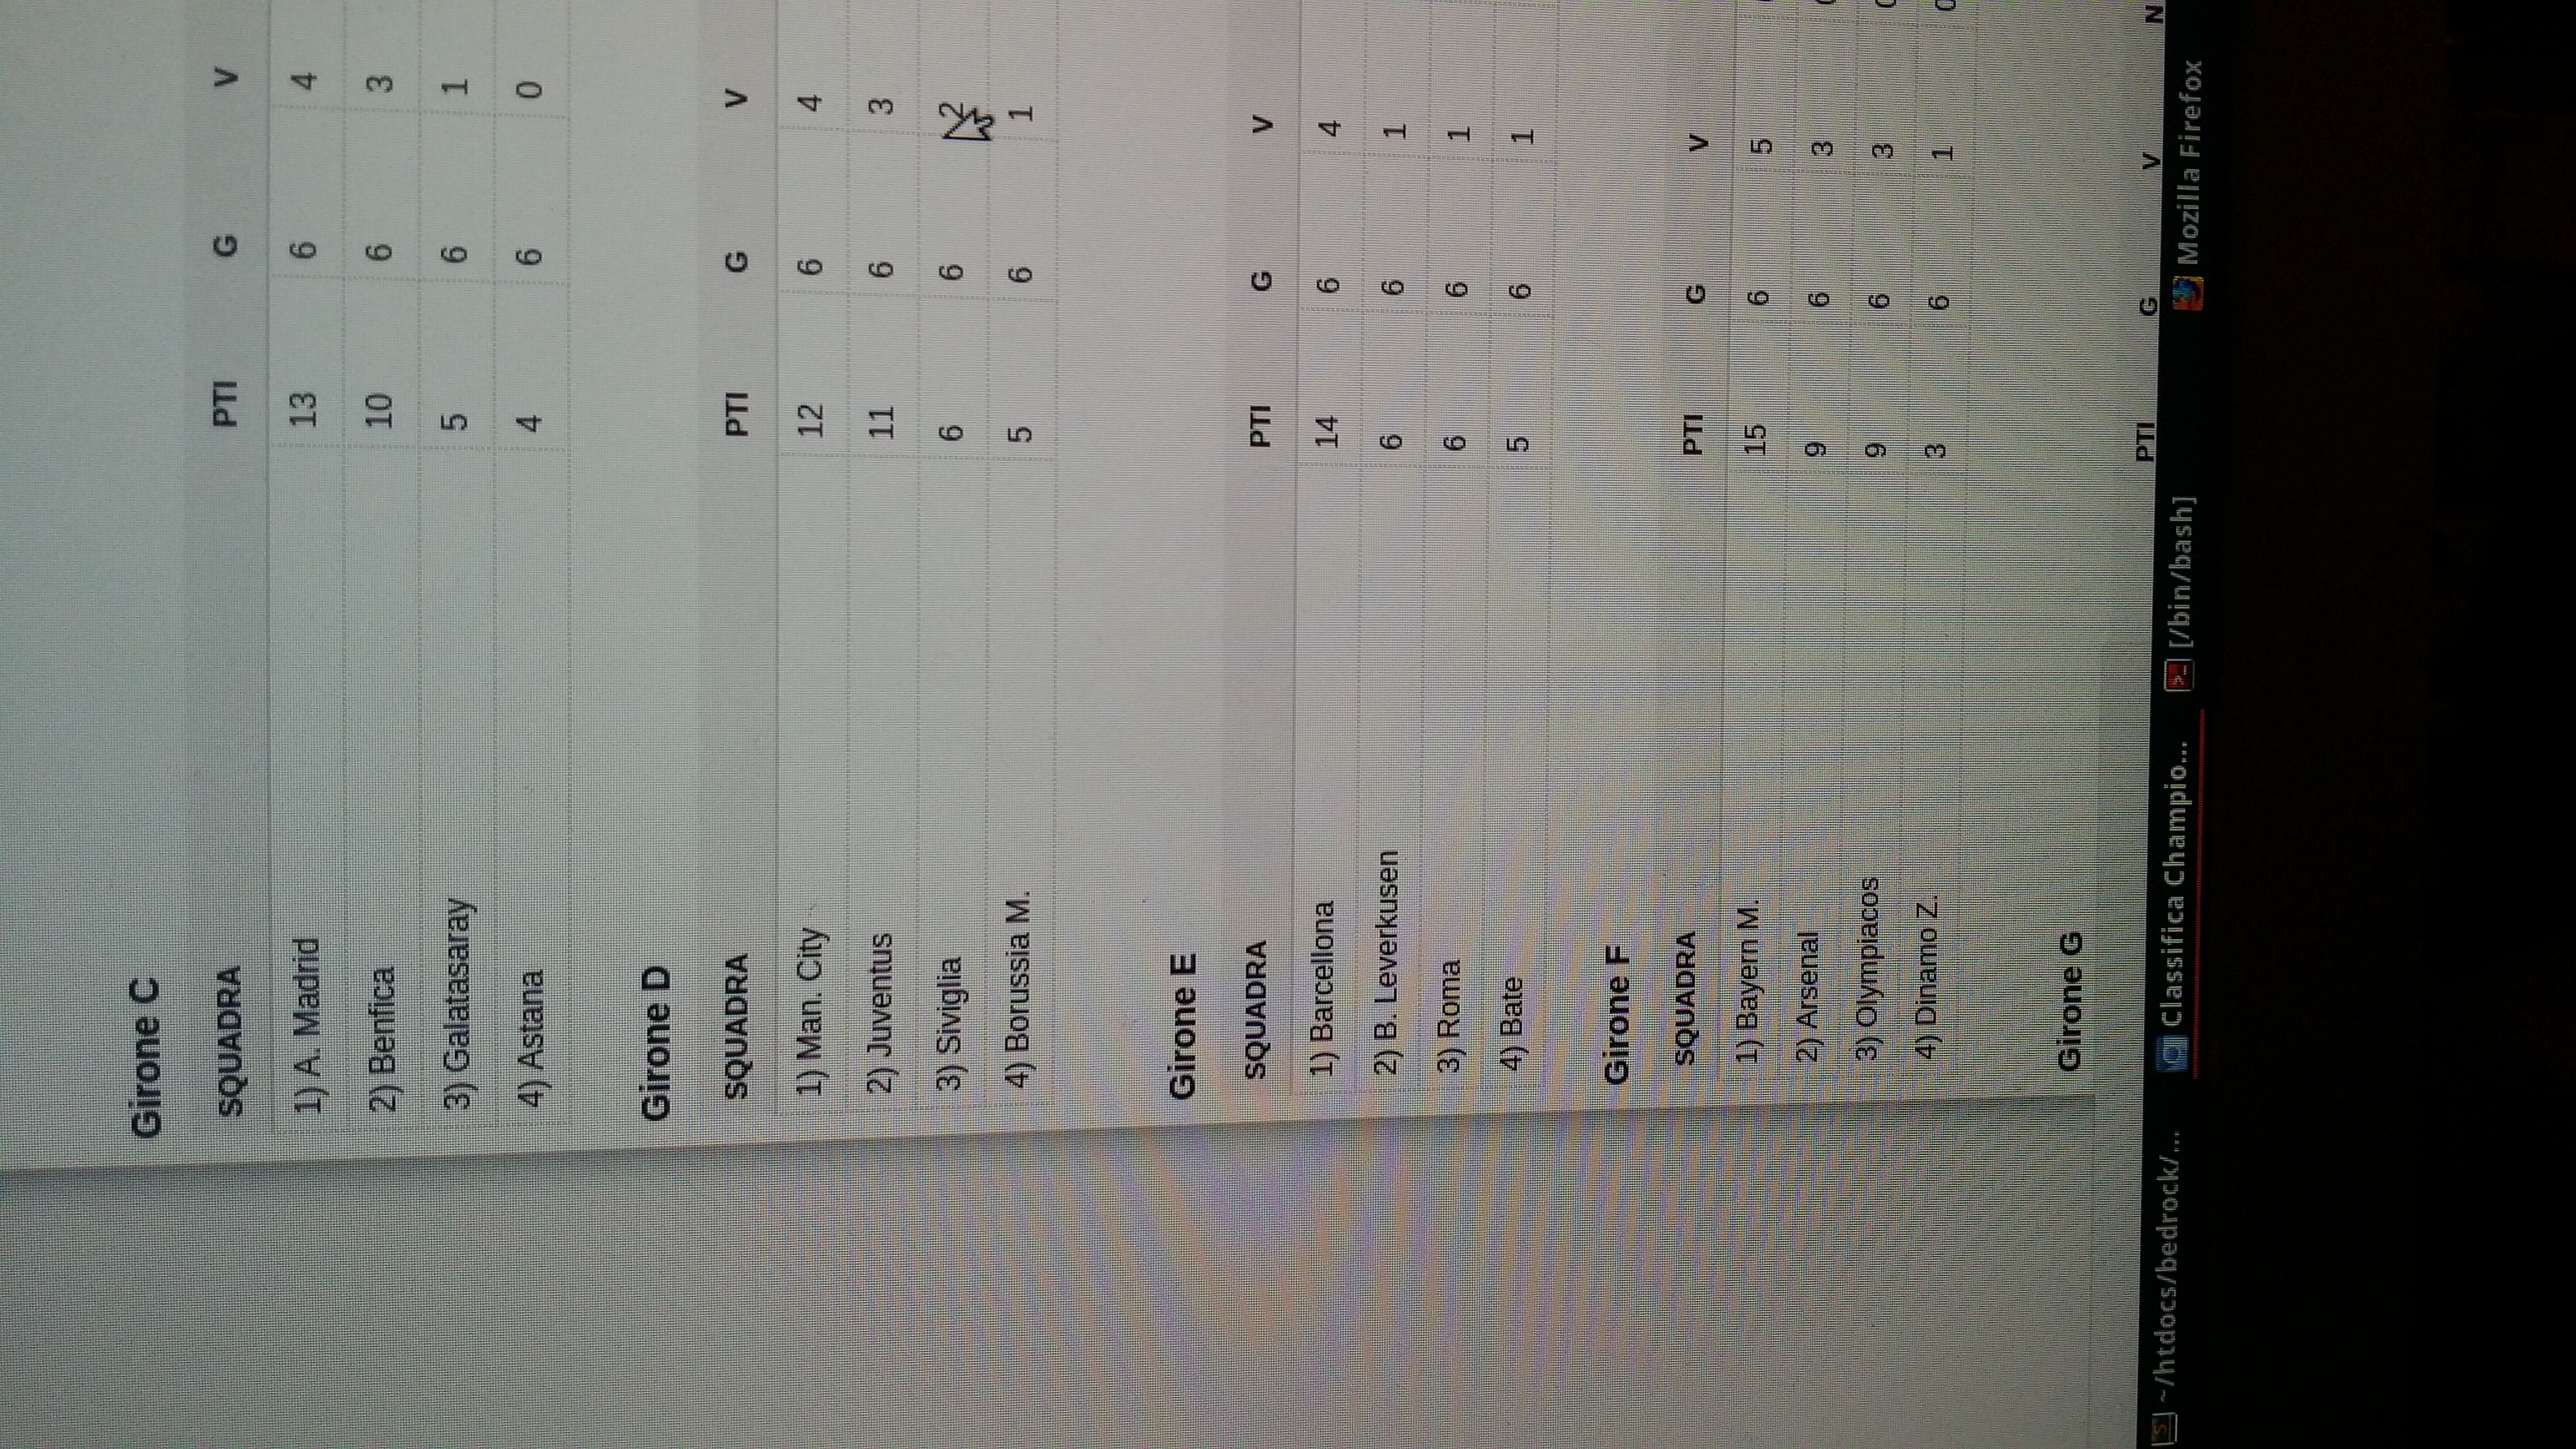 Girone C
SQUADRA PTI G V
1) A. Madrid 13 6 4
2) Benfica 10 6 3
3) Galatasaray 5 6 1
4) Astana 4 6 0
Girone D
SQUADRA PTI G V
1) Man. City 12 6 4
2) Juventus 11 6 3
3) Siviglia 6 6 2
4) Borussia M. 5 6 1
Girone E
SQUADRA PTI G V
1) Barcellona 14 6 4
2) B. Leverkusen 6 6 1
3) Roma 6 6 1
4) Bate 5 6 1
Girone F
SQUADRA PTI G V
1) Bayern M. 15 6 5
2) Arsenal 9 6 3
3) Olympiacos 9 6 3 0
4) Dinamo Z. 3 6 1 0
Girone G
PTI G V N
~/htdocs/bedrock/... Classifica Champio... [/bin/bash] Mozilla Firefox